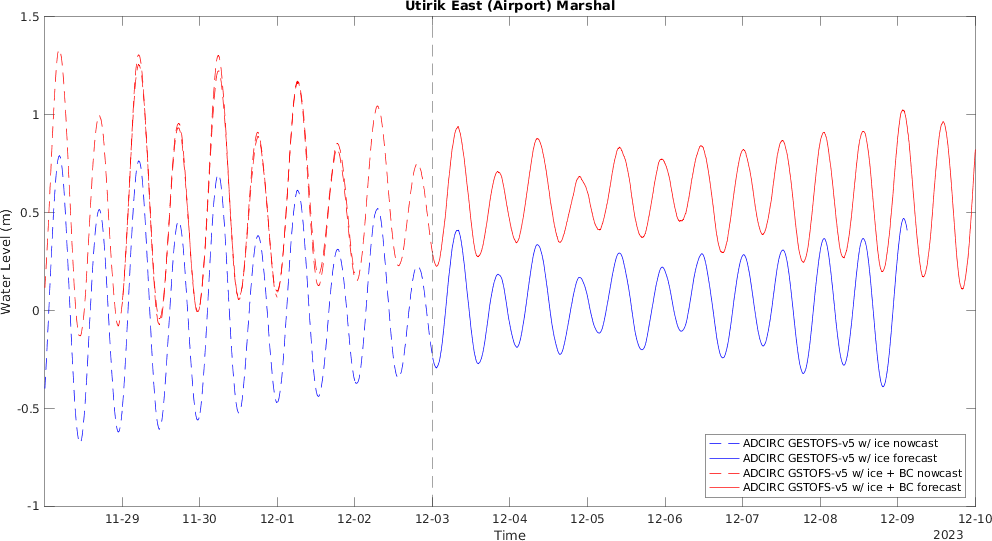 Utirik East (Airport) Marshal
1.5
1
0.5
0
-0.5
-1
Water Level (m)
11-29
11-30
12-01
12-02
12-03
12-04
12-05
12-06
12-07
12-08
12-09
12-10
Time
2023
ADCIRC GESTOFS-v5 w/ ice nowcast
ADCIRC GESTOFS-v5 w/ ice forecast
ADCIRC GSTOFS-v5 w/ ice + BC nowcast
ADCIRC GSTOFS-v5 w/ ice + BC forecast